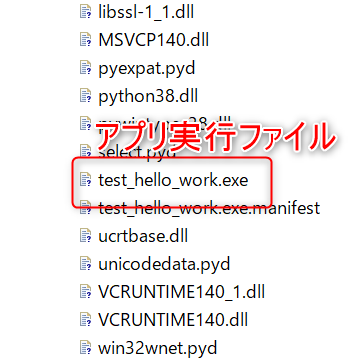 libssl-1_1.dll
MSVCP140.dll
pyexpat.pyd
python38.dll
アプリ実行ファイル
select.pyd
test_hello_work.exe
test_hello_work.exe.manifest
ucrtbase.dll
unicodedata.pyd
VCRUNTIME140_1.dll
VCRUNTIME140.dll
win32wnet.pyd